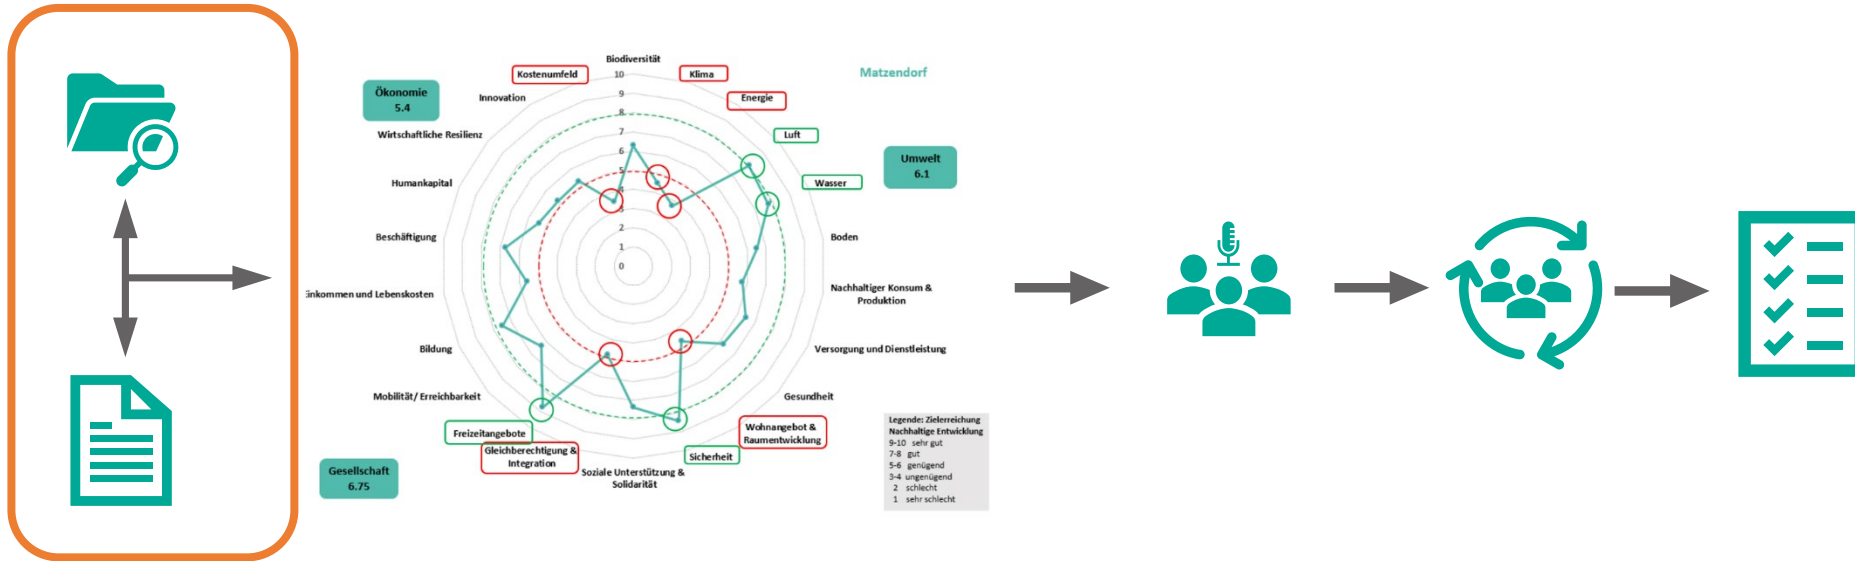 Biodiversität
Kostenumfeld
Klima
Matzendorf
Ökonomie
5.4
Innovation
Energie
Wirtschaftliche Resilienz
Luft
Umwelt
6.1
Humankapital
Wasser
Beschäftigung
Boden
Einkommen und Lebenskosten
Nachhaltiger Konsum &
Produktion
Bildung
Versorgung und Dienstleistung
Mobilität/ Erreichbarkeit
Gesundheit
Freizeitangebote
Gleichberechtigung &
Integration
Soziale Unterstützung &
Solidarität
Sicherheit
Wohnangebot &
Raumentwicklung
Gesellschaft
6.75
10
9
8
7
6
5
4
3
2
1
0
Legende: Zielerreichung
Nachhaltige Entwicklung
9-10 sehr gut
7-8 gut
5-6 genügend
3-4 ungenügend
2 schlecht
1 sehr schlecht